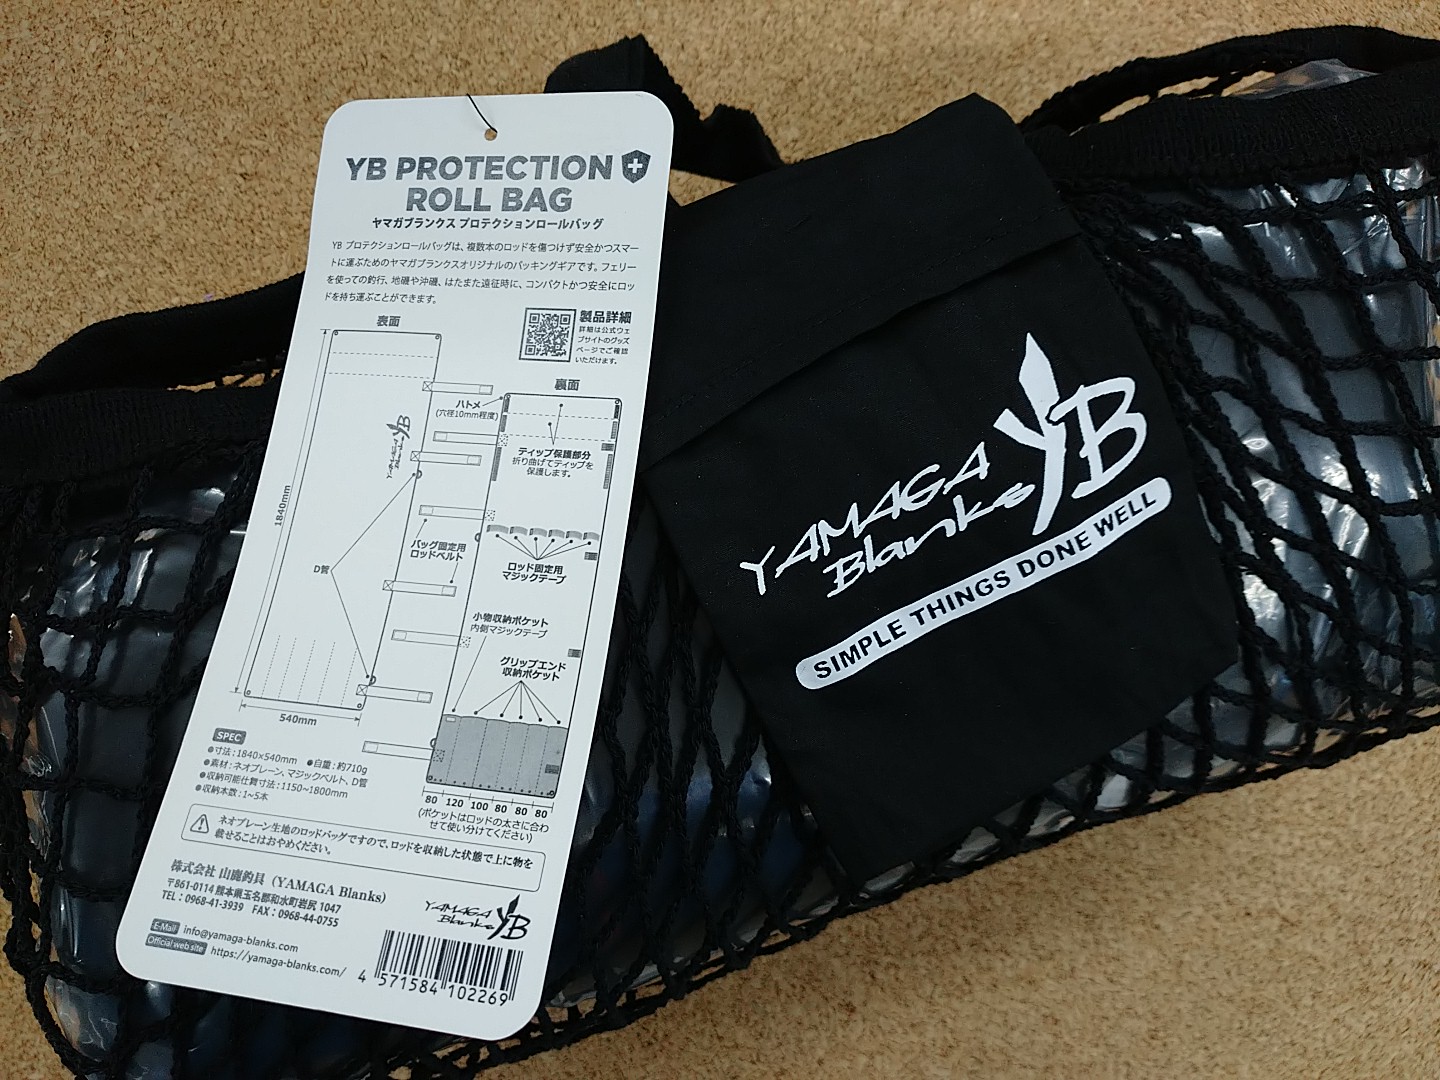 YB PROTECTION
ROLL BAG
ヤマガブランクス プロテクションロールバッグ
YB プロテクションロールバッグは、複数本のロッドを傷つけず安全かつスマー
トに運ぶためのヤマガブランクスオリジナルのパッキングギアです。フェリー
を使っての釣行、地磯や沖磯、はたまた遠征時に、コンパクトかつ安全にロッ
ドを持ち運ぶことができます。
製品詳細
詳細は公式ウェ
ブサイトのグッズ
ページでご確認
いただけます。
表面
裏面
ハトメ
(穴径10mm程度)
ティップ保護部分
折り曲げてティップを
保護します。
YAMAGA
Blanks
YB
1840mm
バッグ固定用
ロッドベルト
D管
ロッド固定用
マジックテープ
小物収納ポケット
内側マジックテープ
グリップエンド
収納ポケット
540mm
80 120 100 80 80 80
(ポケットはロッドの太さに合わ
せて使い分けてください)
SPEC
●寸法:1840×540mm ●自重:約710g
●素材:ネオプレーン、マジックベルト、D管
●収納可能仕舞寸法:1150~1800mm
●収納本数:1~5本
ネオプレーン生地のロッドバッグですので、ロッドを収納した状態で上に物を
載せることはおやめください。
株式会社 山鹿釣具(YAMAGA Blanks)
〒861-0114 熊本県玉名郡和水町岩尻 1047
TEL:0968-41-3939 FAX:0968-44-0755
E-Mail info@yamaga-blanks.com
Official web site https://yamaga-blanks.com/
YAMAGA
Blanks
YB
4 571584 102269
YAMAGA
Blanks
YB
SIMPLE THINGS DONE WELL